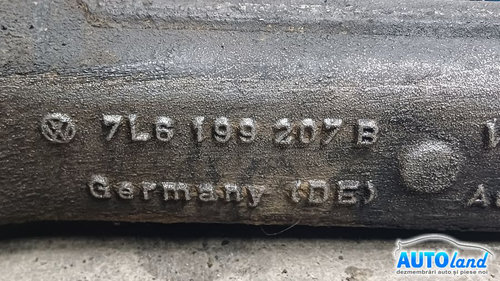 7L6 199 207 B
Germany (DE)
AUTOland
dezmembrări auto și piese noi